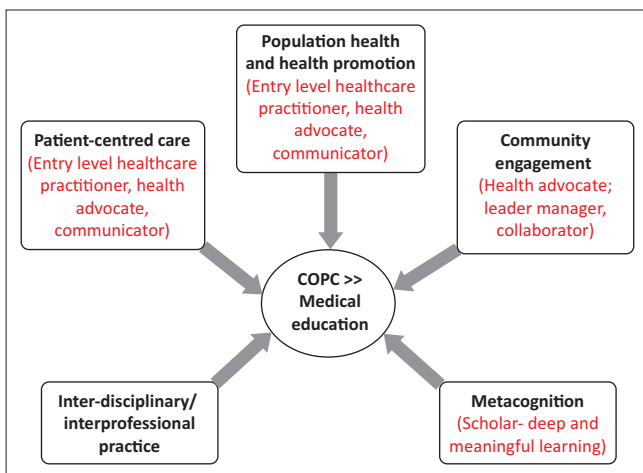 Population health
and health promotion
(Entry level healthcare
practitioner, health
advocate,
communicator)
Patient-centred care
(Entry level healthcare
practitioner, health
advocate,
communicator)
Community
engagement
(Health advocate;
leader manager,
collaborator)
COPC >>
Medical
education
Inter-disciplinary/
interprofessional
practice
Metacognition
(Scholar- deep and
meaningful learning)